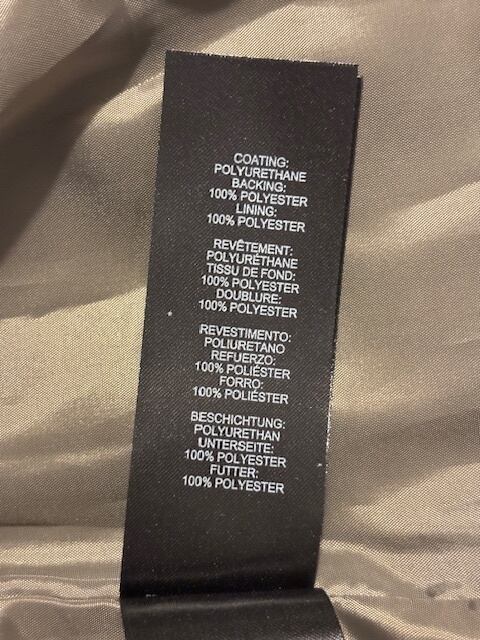 COATING:
POLYURETHANE
BACKING:
100% POLYESTER
LINING:
100% POLYESTER
REVÊTEMENT:
POLYURÉTHANE
TISSU DE FOND:
100% POLYESTER
DOUBLURE:
100% POLYESTER
REVESTIMENTO:
POLIURETANO
REFUERZO:
100% POLIÉSTER
FORRO:
100% POLIÉSTER
BESCHICHTUNG:
POLYURETHAN
UNTERSEITE:
100% POLYESTER
FUTTER:
100% POLYESTER